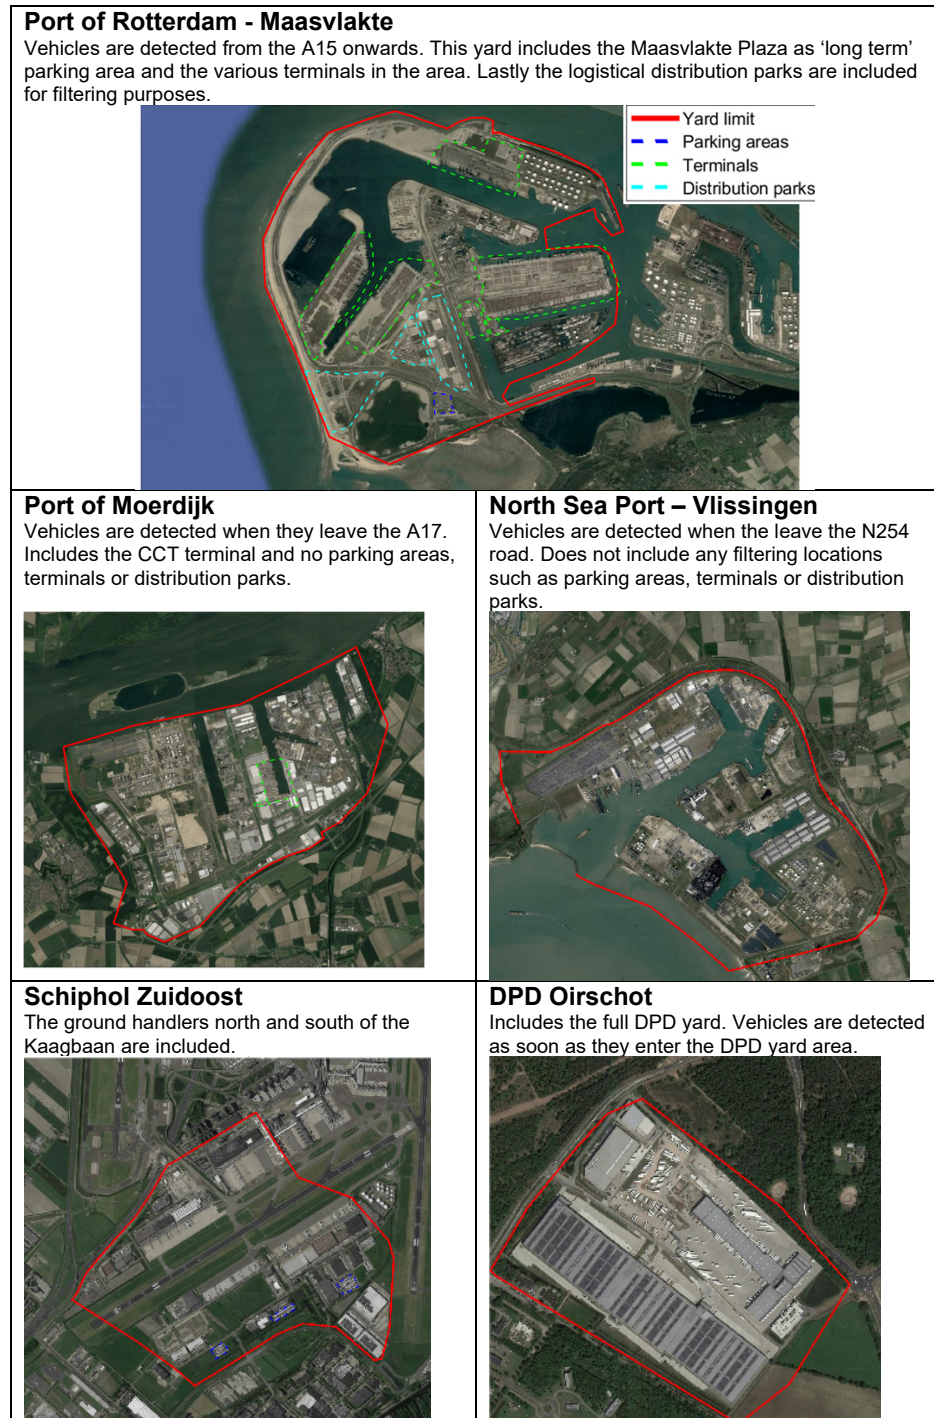 Port of Rotterdam - Maasvlakte
Vehicles are detected from the A15 onwards. This yard includes the Maasvlakte Plaza as ‘long term’
parking area and the various terminals in the area. Lastly the logistical distribution parks are included
for filtering purposes.
Yard limit
Parking areas
Terminals
Distribution parks
Port of Moerdijk
Vehicles are detected when they leave the A17.
Includes the CCT terminal and no parking areas,
terminals or distribution parks.
North Sea Port – Vlissingen
Vehicles are detected when the leave the N254
road. Does not include any filtering locations
such as parking areas, terminals or distribution
parks.
Schiphol Zuidoost
The ground handlers north and south of the
Kaagbaan are included.
DPD Oirschot
Includes the full DPD yard. Vehicles are detected
as soon as they enter the DPD yard area.